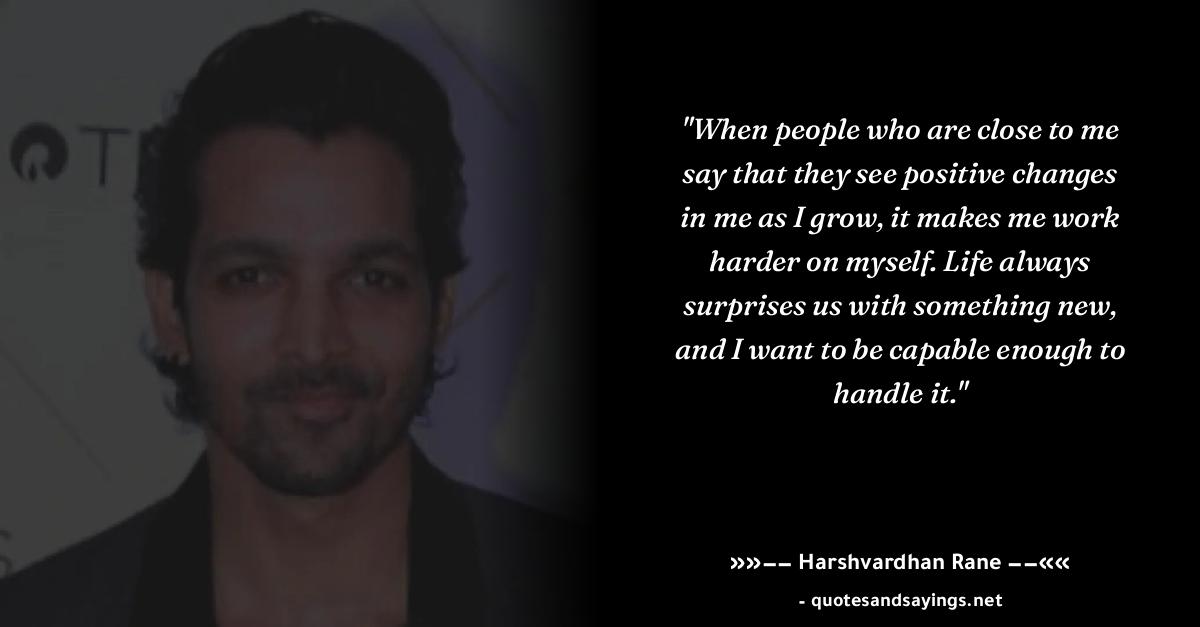 "When people who are close to me
say that they see positive changes
in me as I grow, it makes me work
harder on myself. Life always
surprises us with something new,
and I want to be capable enough to
handle it."
»»−− Harshvardhan Rane −−««
- quotesandsayings.net